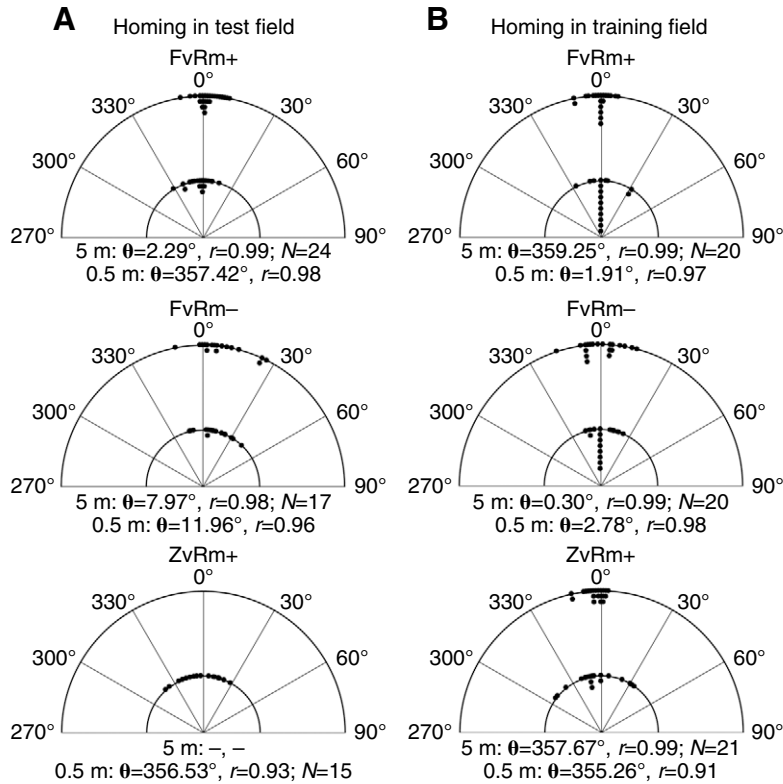 A Homing in test field
FvRm+
0°
330° 30°
300° 60°
270° 90°
5 m: θ=2.29°, r=0.99; N=24
0.5 m: θ=357.42°, r=0.98
FvRm–
0°
330° 30°
300° 60°
270° 90°
5 m: θ=7.97°, r=0.98; N=17
0.5 m: θ=11.96°, r=0.96
ZvRm+
0°
330° 30°
300° 60°
270° 90°
5 m: –, –
0.5 m: θ=356.53°, r=0.93; N=15
B Homing in training field
FvRm+
0°
330° 30°
300° 60°
270° 90°
5 m: θ=359.25°, r=0.99; N=20
0.5 m: θ=1.91°, r=0.97
FvRm–
0°
330° 30°
300° 60°
270° 90°
5 m: θ=0.30°, r=0.99; N=20
0.5 m: θ=2.78°, r=0.98
ZvRm+
0°
330° 30°
300° 60°
270° 90°
5 m: θ=357.67°, r=0.99; N=21
0.5 m: θ=355.26°, r=0.91